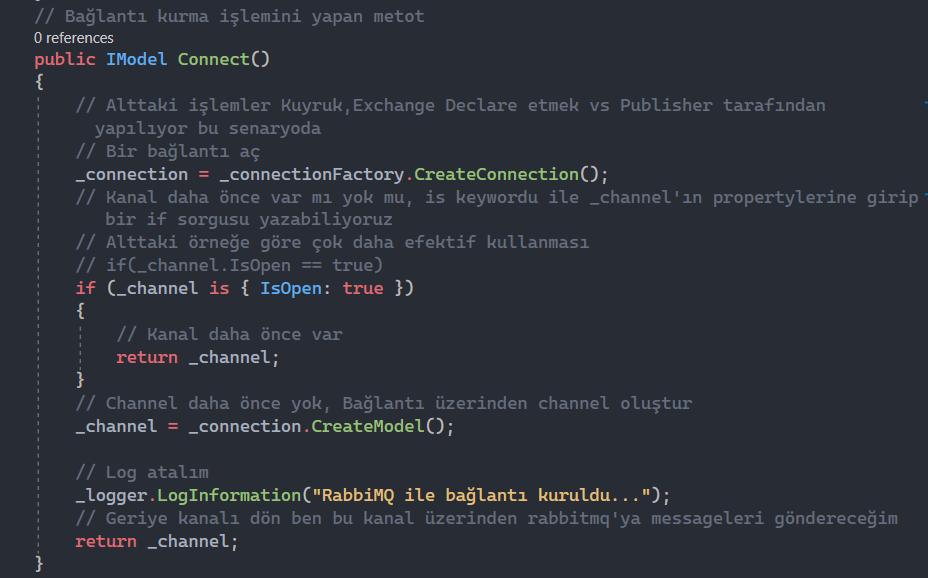 // Bağlantı kurma işlemini yapan metot
0 references
public IModel Connect()
{
// Alttaki işlemler Kuyruk,Exchange Declare etmek vs Publisher tarafından
yapılıyor bu senaryoda
// Bir bağlantı aç
_connection = _connectionFactory.CreateConnection();
// Kanal daha önce var mı yok mu, is keywordu ile _channel'ın propertylerine girip
bir if sorgusu yazabiliyoruz
// Alttaki örneğe göre çok daha efektif kullanması
// if(_channel.IsOpen == true)
if (_channel is { IsOpen: true })
{
// Kanal daha önce var
return _channel;
}
// Channel daha önce yok, Bağlantı üzerinden channel oluştur
_channel = _connection.CreateModel();
// Log atalım
_logger.LogInformation("RabbiMQ ile bağlantı kuruldu...");
// Geriye kanalı dön ben bu kanal üzerinden rabbitmq'ya messageleri göndereceğim
return _channel;
}